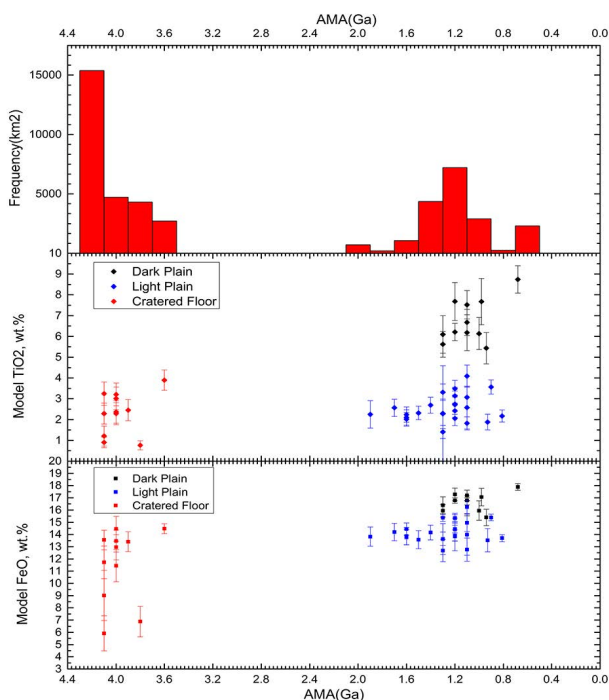 AMA(Ga)
4.4 4.0 3.6 3.2 2.8 2.4 2.0 1.6 1.2 0.8 0.4 0.0
Frequency(km2)
15000
10000
5000
10
Model TiO2, wt.%
9
8
7
6
5
4
3
2
1
Dark Plain
Light Plain
Cratered Floor
Model FeO, wt.%
20
19
18
17
16
15
14
13
12
11
10
9
8
7
6
5
4
3
Dark Plain
Light Plain
Cratered Floor
4.4 4.0 3.6 3.2 2.8 2.4 2.0 1.6 1.2 0.8 0.4 0.0
AMA(Ga)